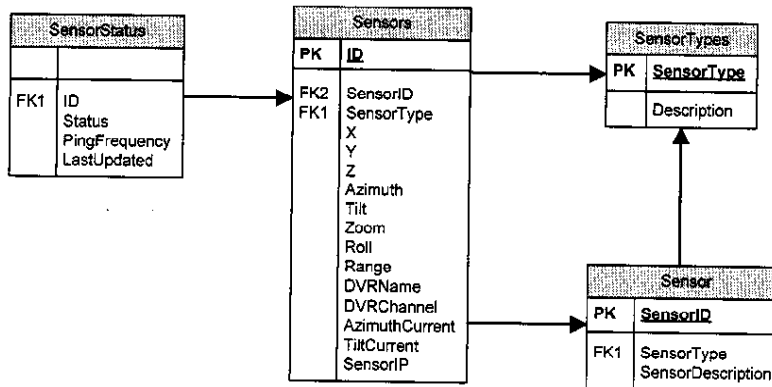 SensorStatus
FK1 ID
Status
PingFrequency
LastUpdated
Sensors
PK ID
FK2 SensorID
FK1 SensorType
X
Y
Z
Azimuth
Tilt
Zoom
Roll
Range
DVRName
DVRChannel
AzimuthCurrent
TiltCurrent
SensorIP
SensorTypes
PK SensorType
Description
Sensor
PK SensorID
FK1 SensorType
SensorDescription